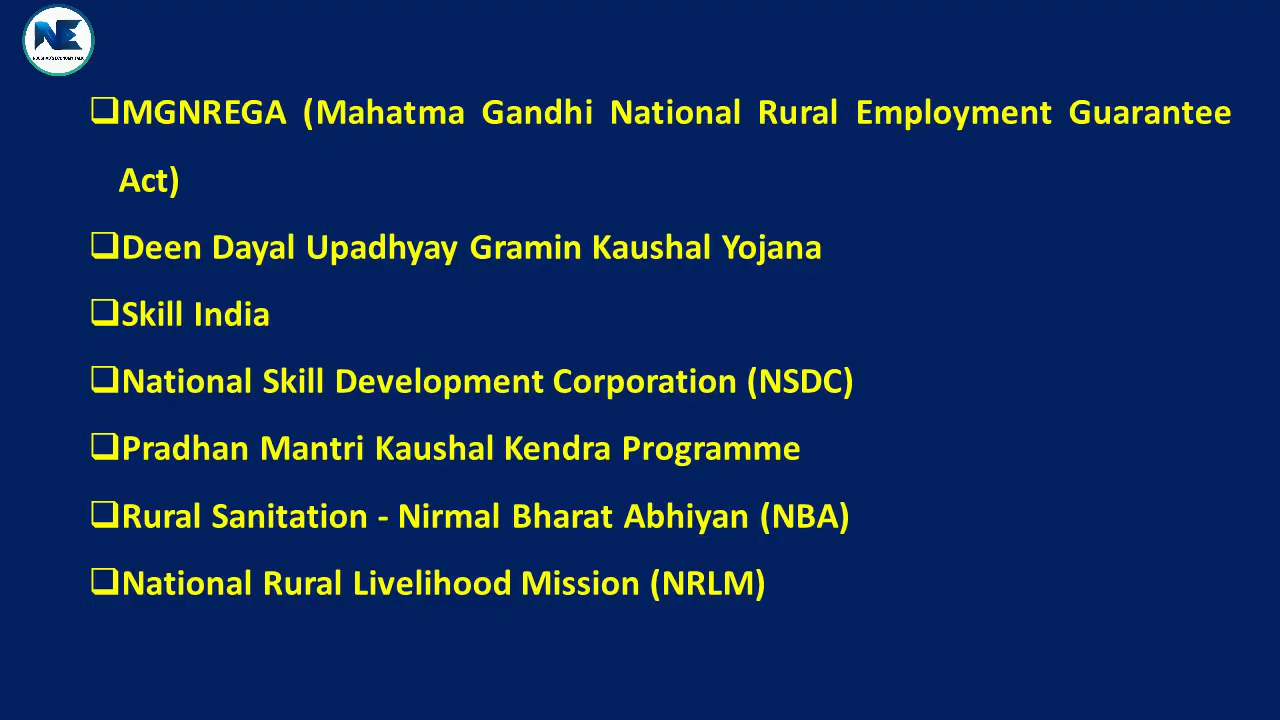 NE
❑MGNREGA (Mahatma Gandhi National Rural Employment Guarantee
Act)
❑Deen Dayal Upadhyay Gramin Kaushal Yojana
❑Skill India
❑National Skill Development Corporation (NSDC)
❑Pradhan Mantri Kaushal Kendra Programme
❑Rural Sanitation - Nirmal Bharat Abhiyan (NBA)
❑National Rural Livelihood Mission (NRLM)